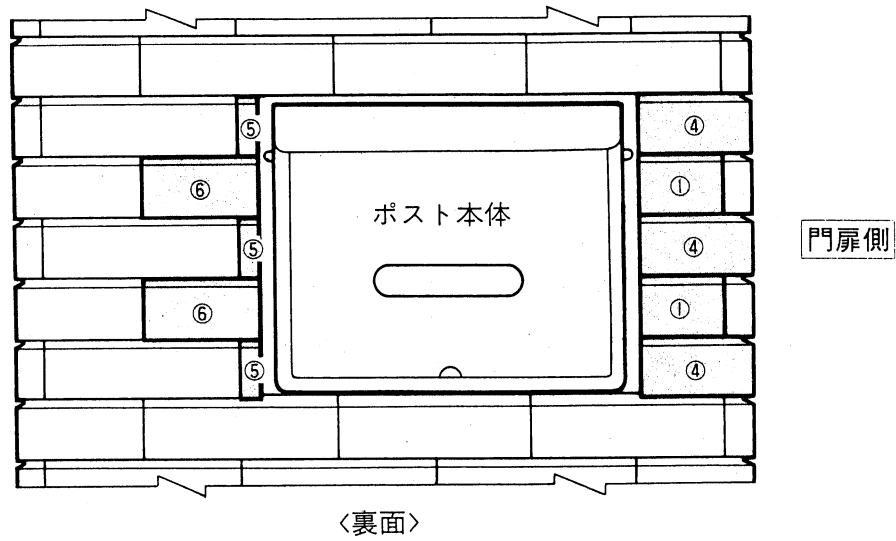 ⑤ ④
⑥ ①
ポスト本体
⑤ ④
門扉側
⑥ ①
⑤ ④
〈裏面〉